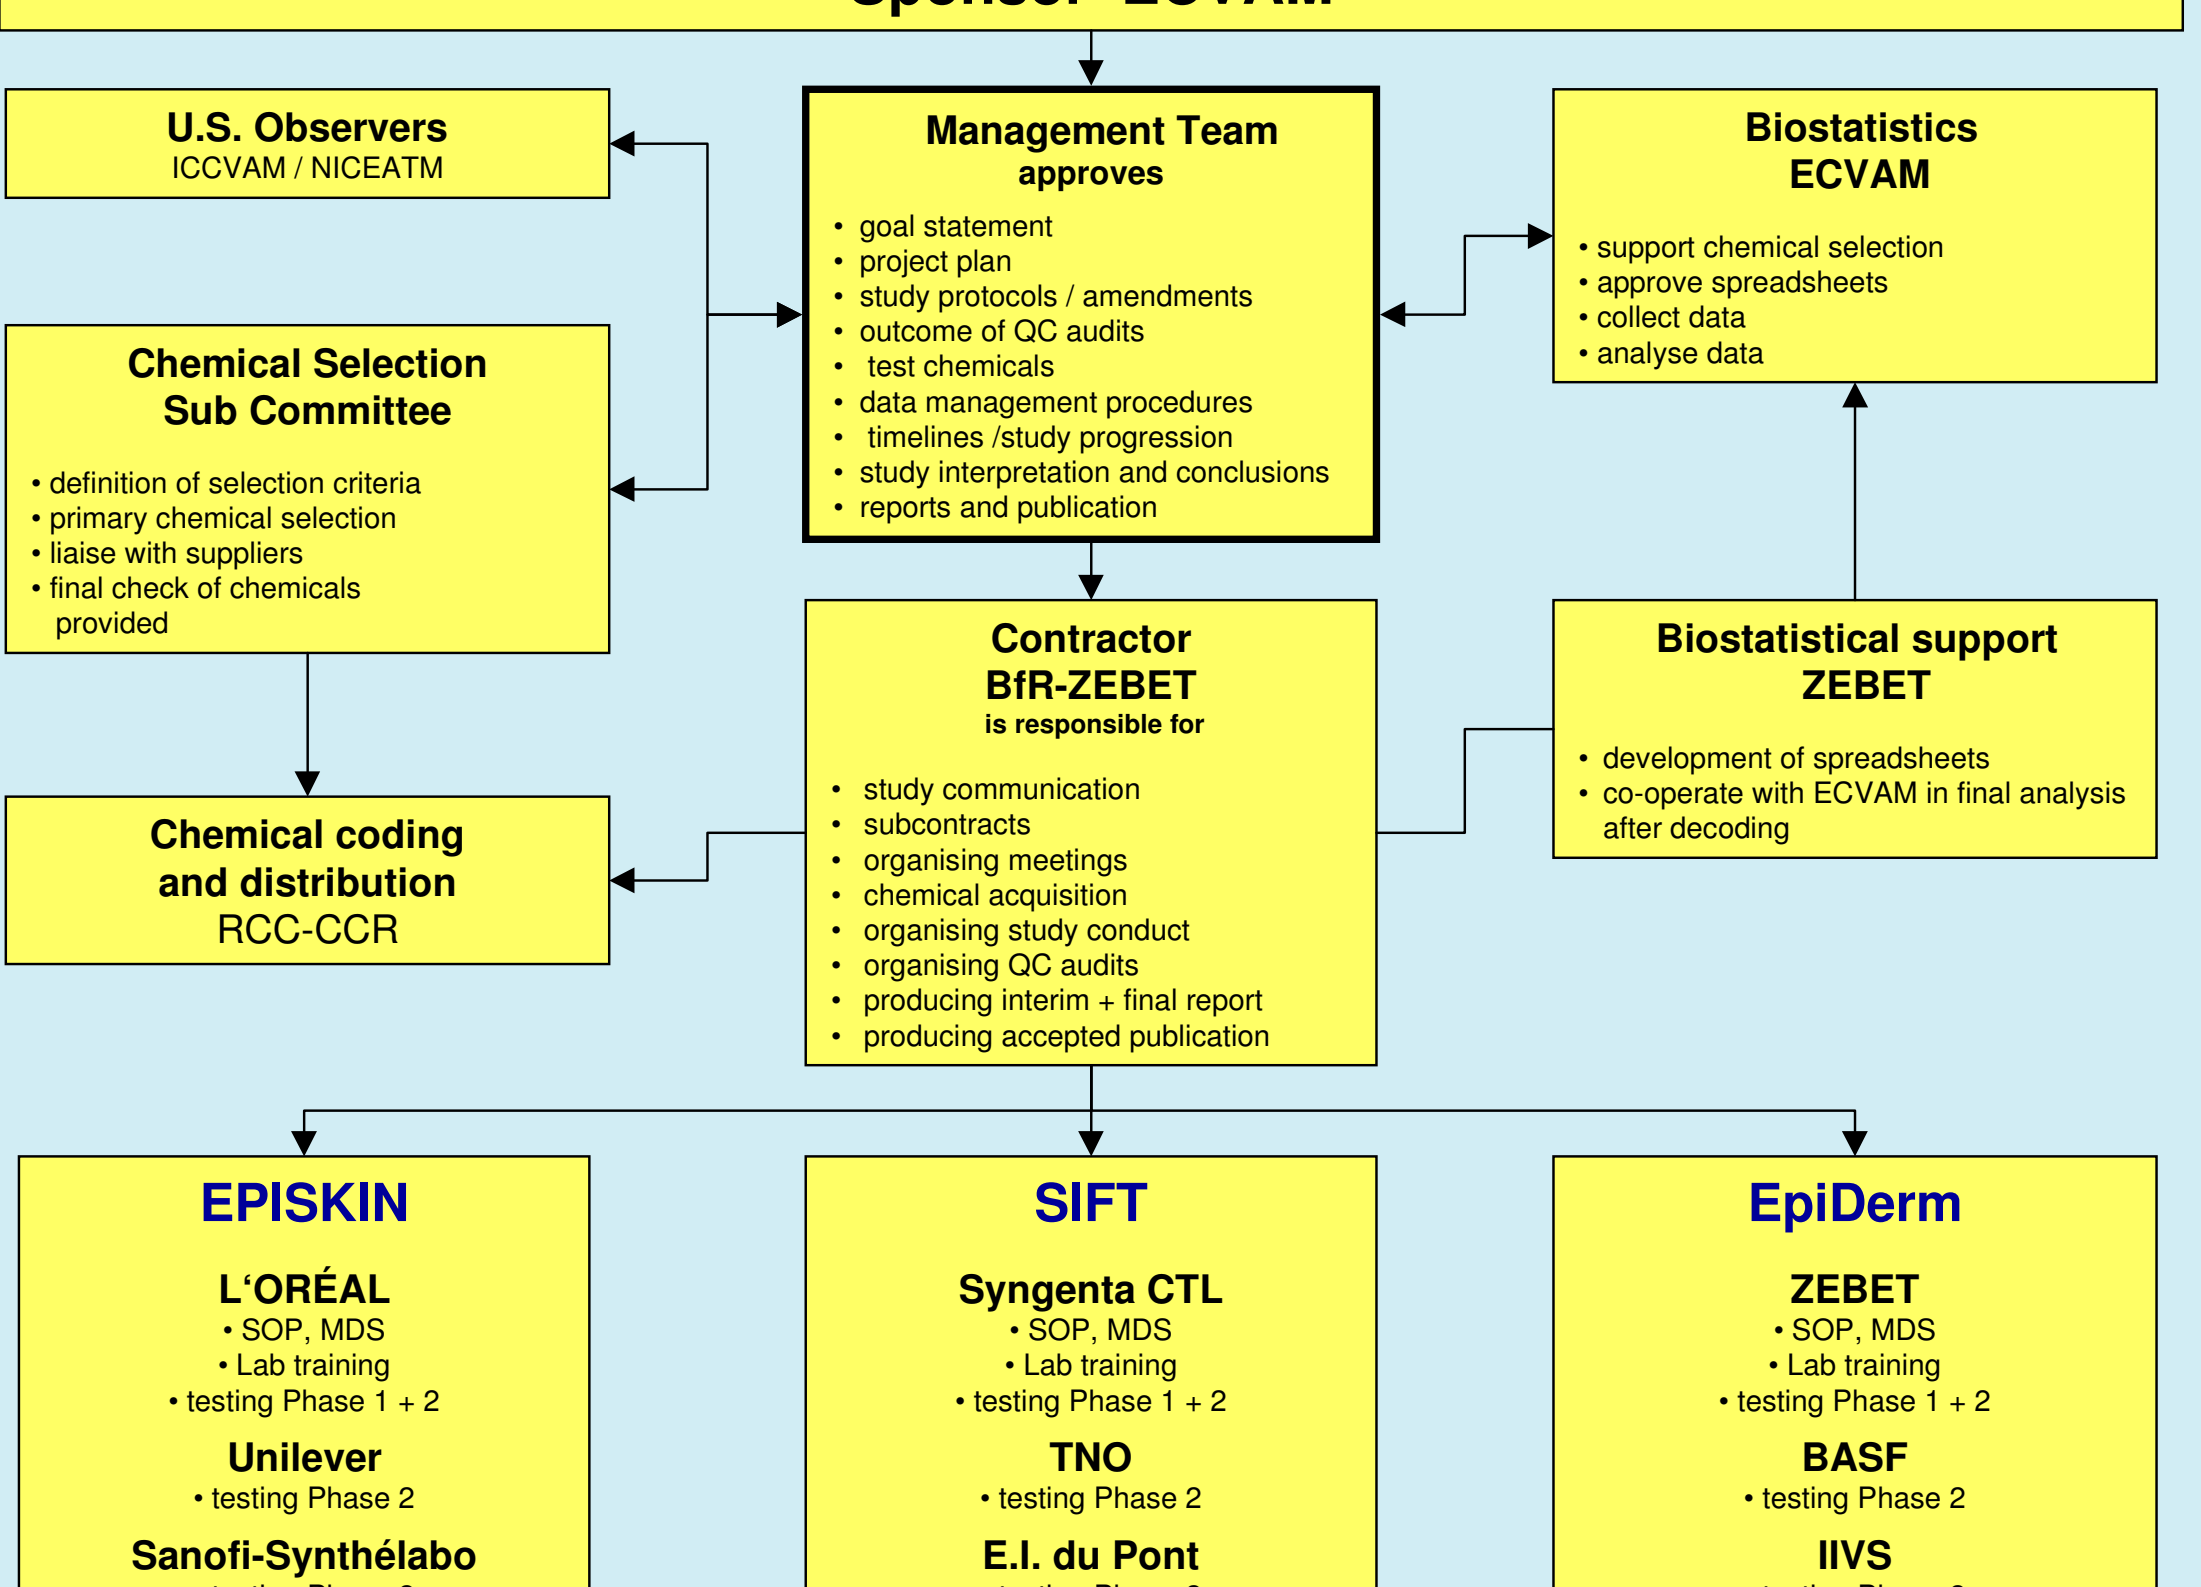 Sponsor ECVAM
U.S. Observers
ICCVAM / NICEATM
Management Team
approves
• goal statement
• project plan
• study protocols / amendments
• outcome of QC audits
• test chemicals
• data management procedures
• timelines /study progression
• study interpretation and conclusions
• reports and publication
Biostatistics
ECVAM
• support chemical selection
• approve spreadsheets
• collect data
• analyse data
Chemical Selection
Sub Committee
• definition of selection criteria
• primary chemical selection
• liaise with suppliers
• final check of chemicals
provided
Contractor
BfR-ZEBET
is responsible for
• study communication
• subcontracts
• organising meetings
• chemical acquisition
• organising study conduct
• organising QC audits
• producing interim + final report
• producing accepted publication
Biostatistical support
ZEBET
• development of spreadsheets
• co-operate with ECVAM in final analysis
after decoding
Chemical coding
and distribution
RCC-CCR
EPISKIN
L‘ORÉAL
• SOP, MDS
• Lab training
• testing Phase 1 + 2
Unilever
• testing Phase 2
Sanofi-Synthélabo
SIFT
Syngenta CTL
• SOP, MDS
• Lab training
• testing Phase 1 + 2
TNO
• testing Phase 2
E.I. du Pont
EpiDerm
ZEBET
• SOP, MDS
• Lab training
• testing Phase 1 + 2
BASF
• testing Phase 2
IIVS